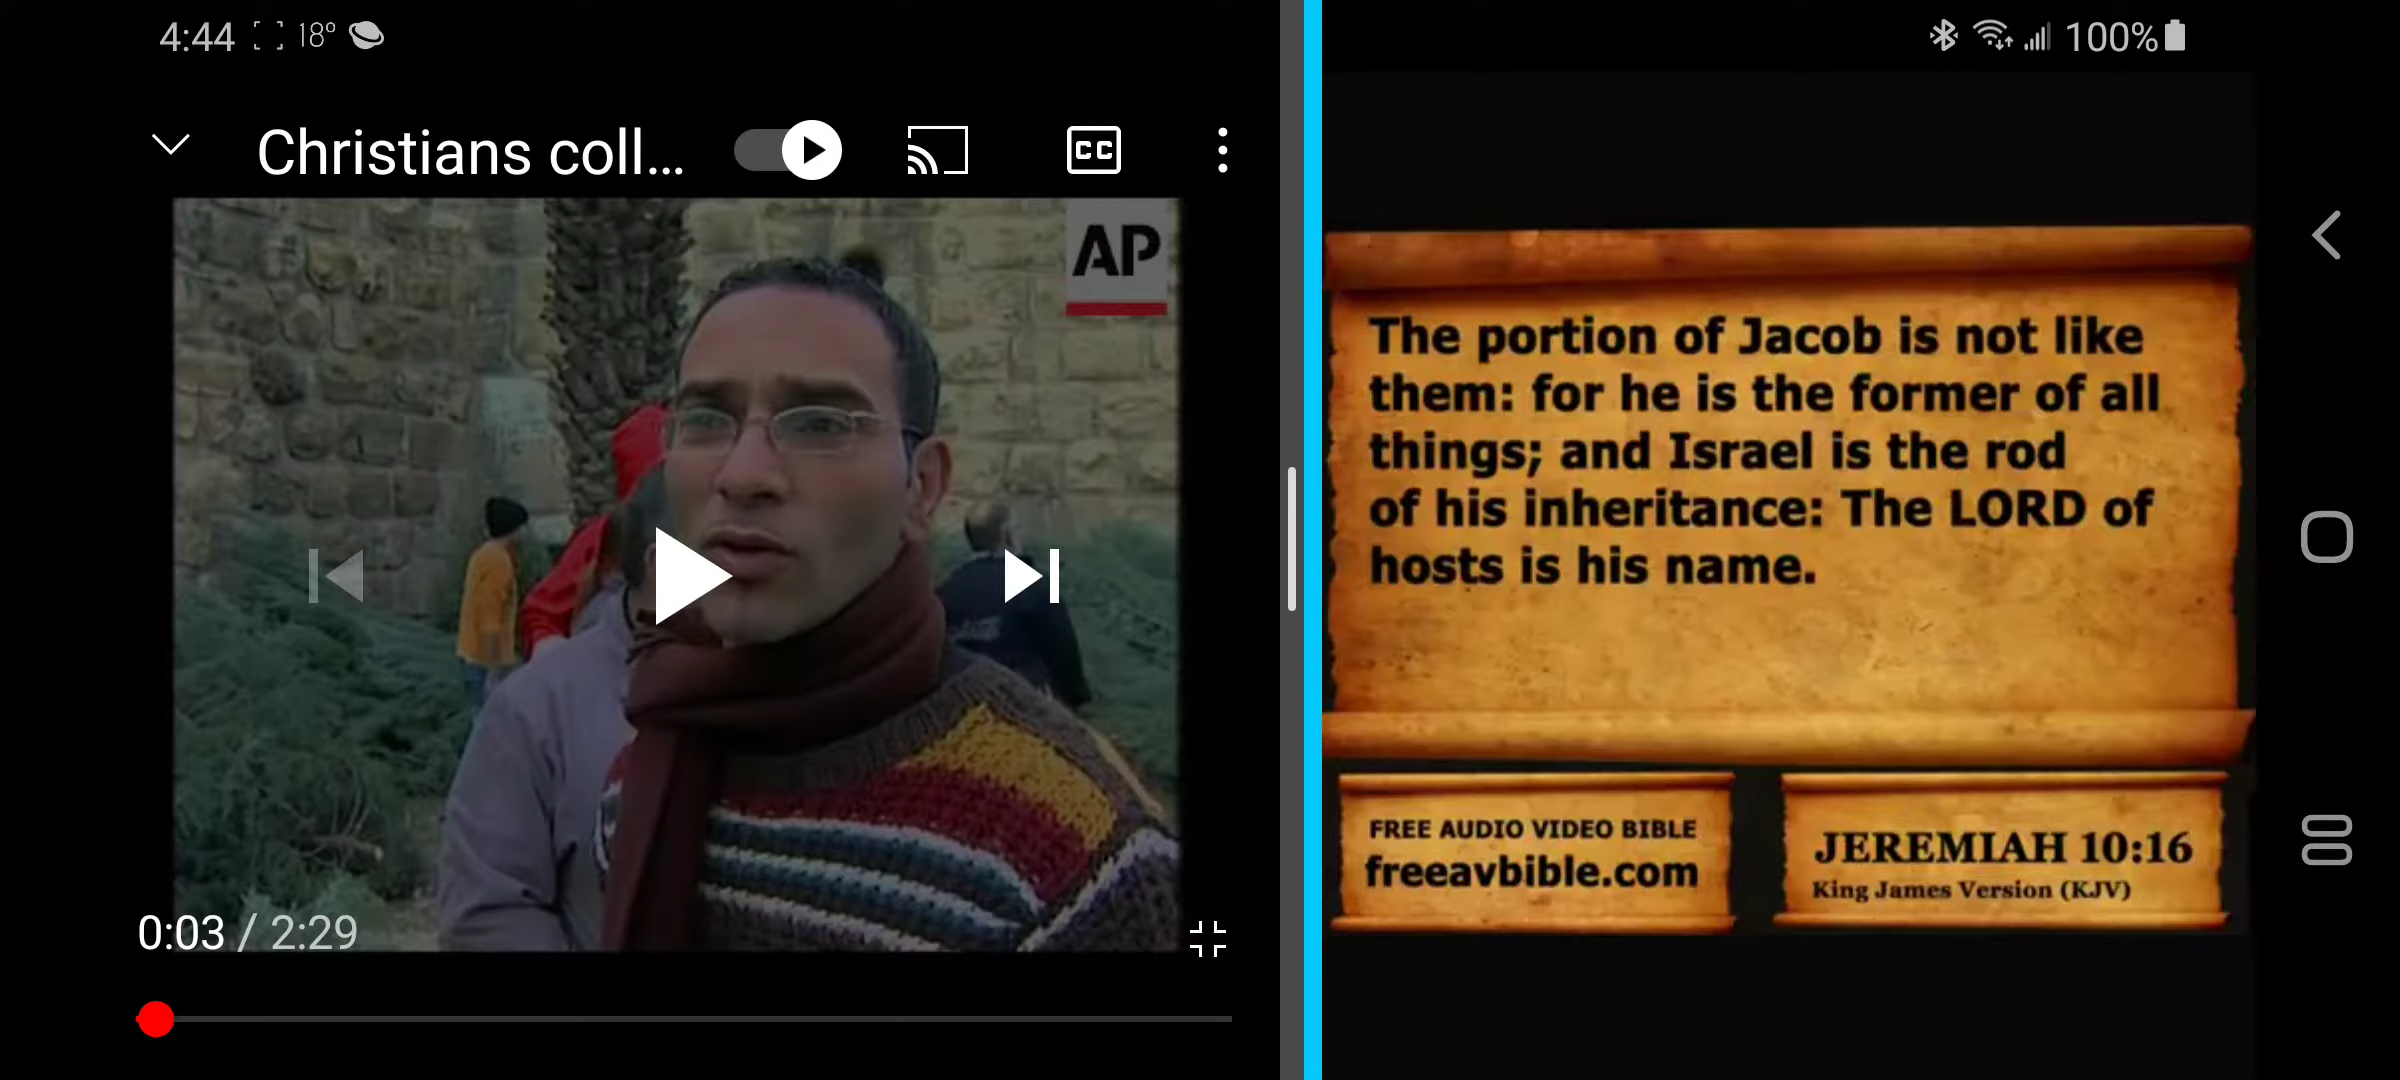 4:44 18°
100%
Christians coll...
CC
AP
0:03 / 2:29
The portion of Jacob is not like
them: for he is the former of all
things; and Israel is the rod
of his inheritance: The LORD of
hosts is his name.
FREE AUDIO VIDEO BIBLE
freeavbible.com
JEREMIAH 10:16
King James Version (KJV)